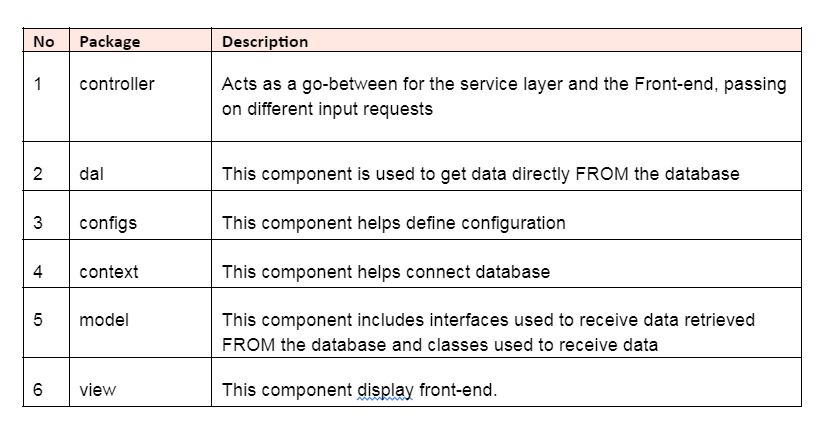 No Package Description
1 controller Acts as a go-between for the service layer and the Front-end, passing
on different input requests
2 dal This component is used to get data directly FROM the database
3 configs This component helps define configuration
4 context This component helps connect database
5 model This component includes interfaces used to receive data retrieved
FROM the database and classes used to receive data
6 view This component display front-end.